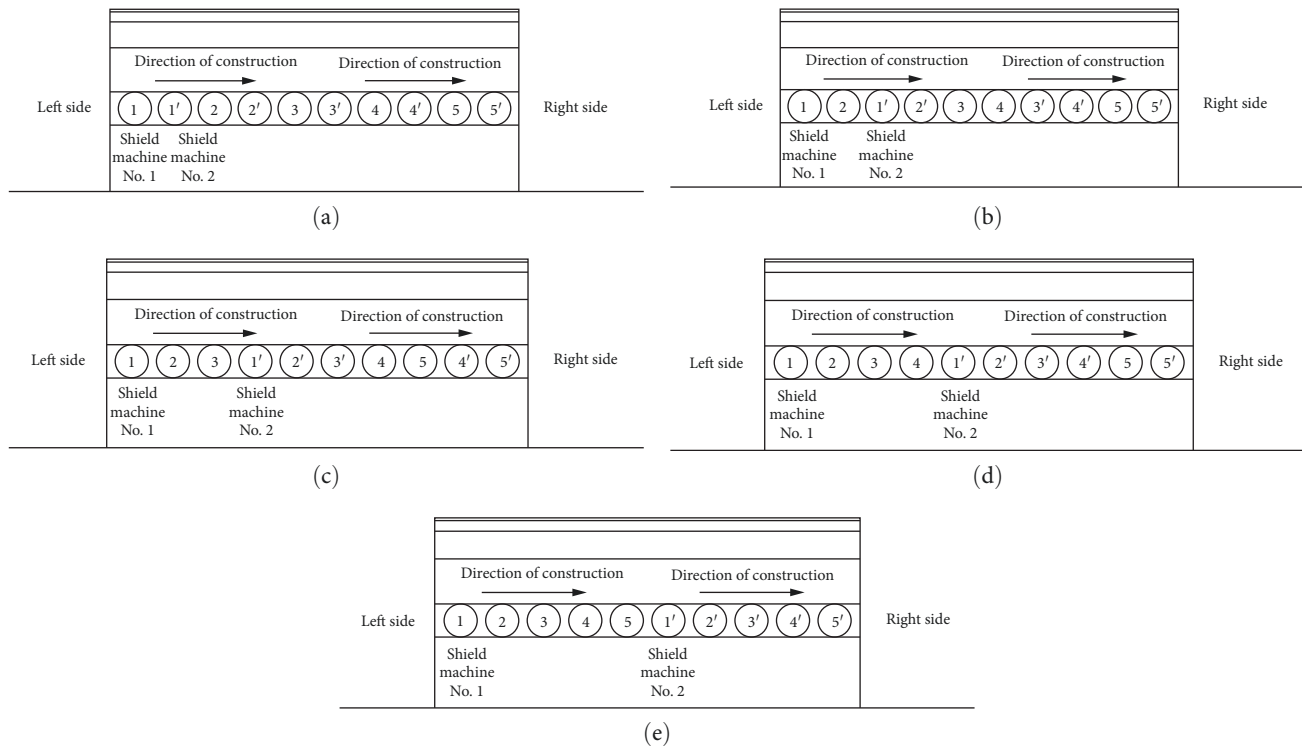 Direction of construction Direction of construction
Left side 1 1′ 2 2′ 3 3′ 4 4′ 5 5′ Right side
Shield Shield
machine machine
No. 1 No. 2
(a)
Direction of construction Direction of construction
Left side 1 2 1′ 2′ 3 4 3′ 4′ 5 5′ Right side
Shield Shield
machine machine
No. 1 No. 2
(b)
Direction of construction Direction of construction
Left side 1 2 3 1′ 2′ 3′ 4 5 4′ 5′ Right side
Shield Shield
machine machine
No. 1 No. 2
(c)
Direction of construction Direction of construction
Left side 1 2 3 4 1′ 2′ 3′ 4′ 5 5′ Right side
Shield Shield
machine machine
No. 1 No. 2
(d)
Direction of construction Direction of construction
Left side 1 2 3 4 5 1′ 2′ 3′ 4′ 5′ Right side
Shield Shield
machine machine
No. 1 No. 2
(e)